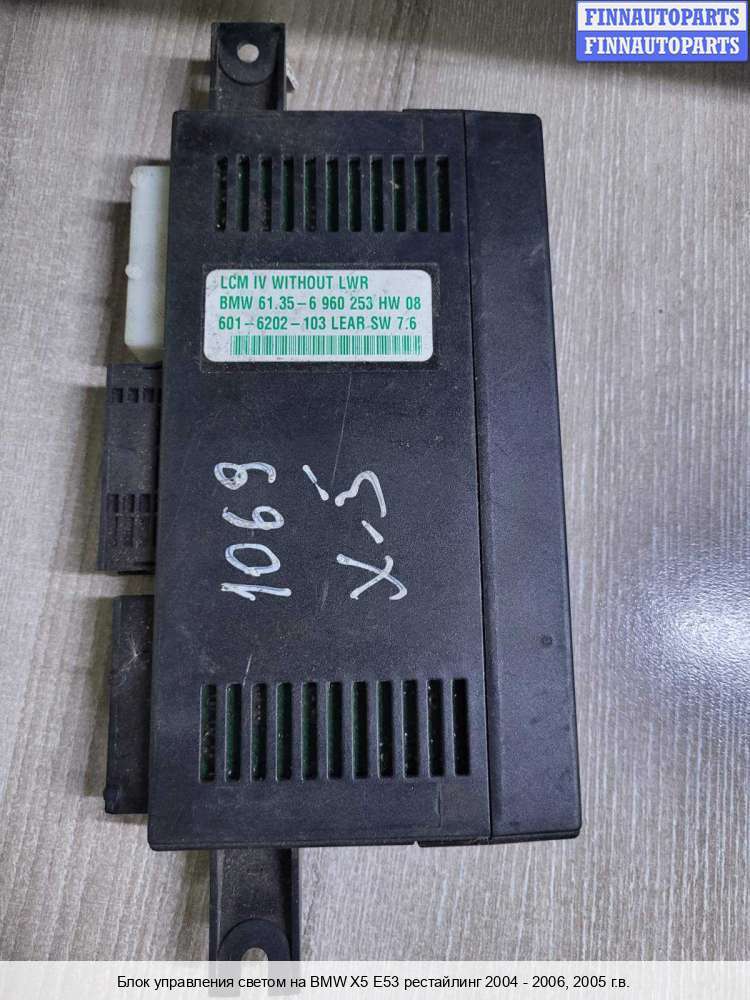 FINNAUTOPARTS
FINNAUTOPARTS
LCM IV WITHOUT LWR
BMW 61.35-6 960 253 HW 08
601-6202-103 LEAR SW 7.6
1069
X-5
Блок управления светом на BMW X5 E53 рестайлинг 2004 - 2006, 2005 г.в.